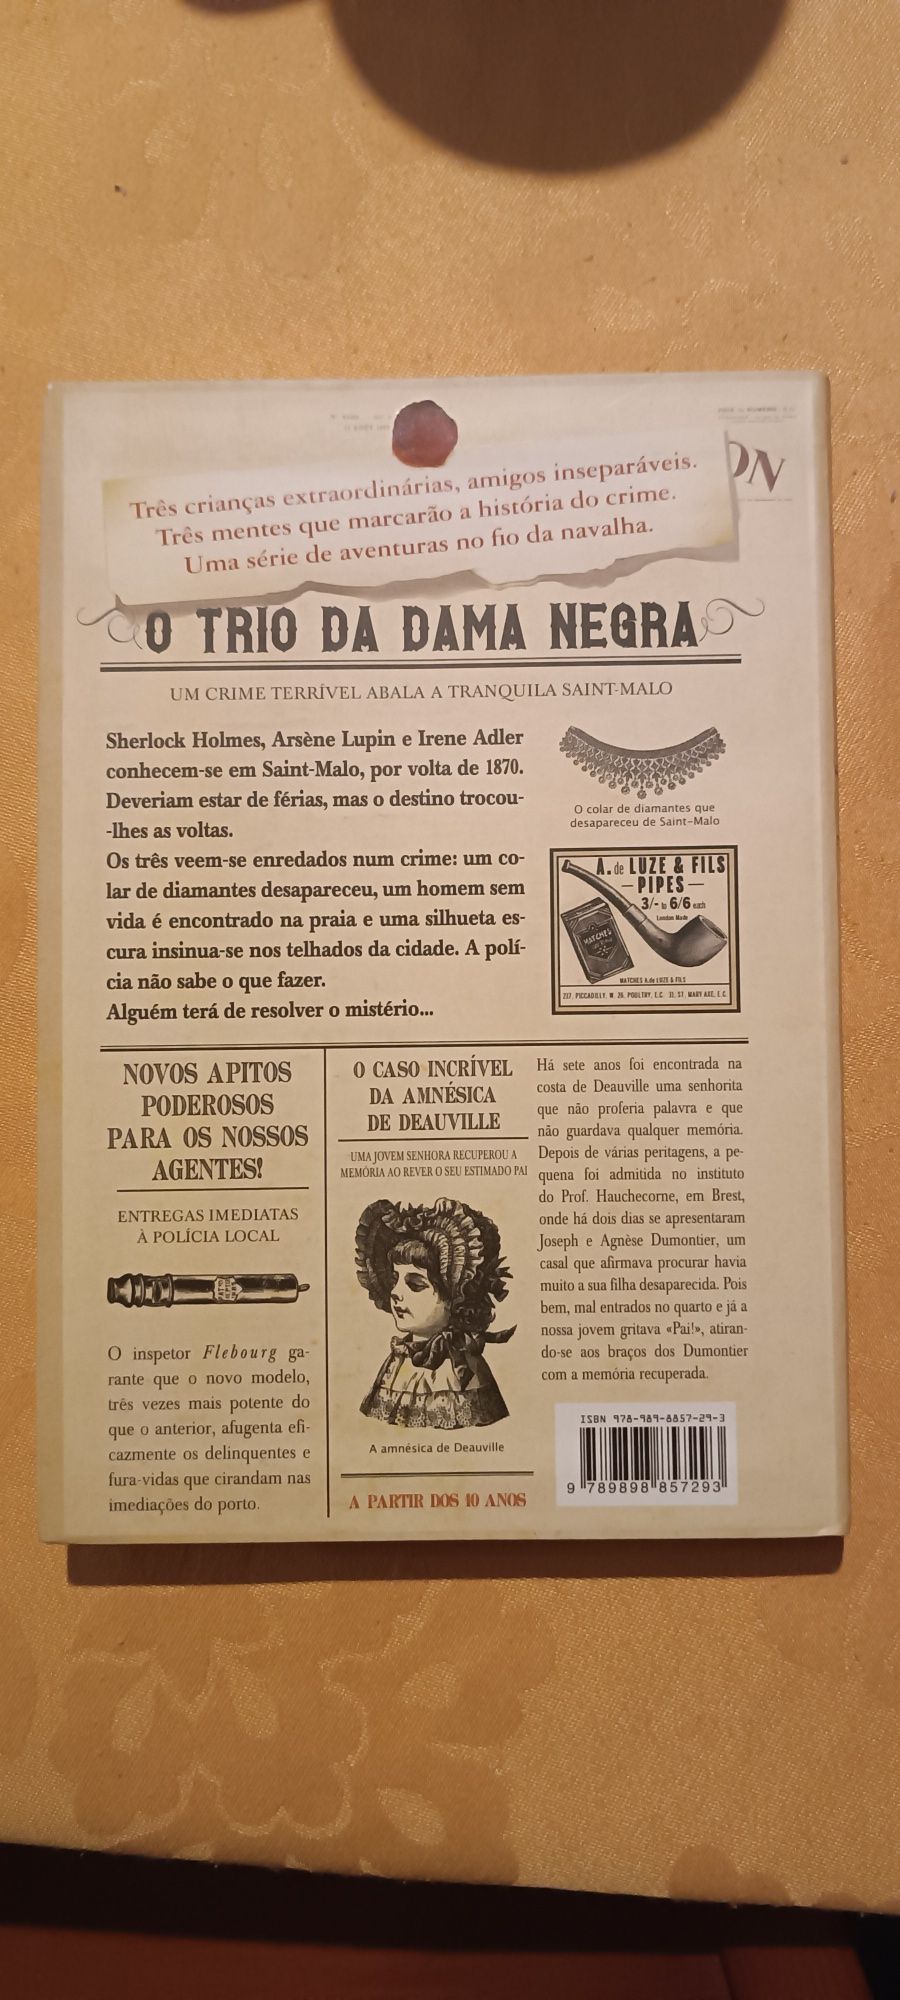 Três crianças extraordinárias, amigos inseparáveis.
Três mentes que marcarão a história do crime.
Uma série de aventuras no fio da navalha.
ON
O TRIO DA DAMA NEGRA
UM CRIME TERRÍVEL ABALA A TRANQUILA SAINT-MALO
Sherlock Holmes, Arsène Lupin e Irene Adler
conhecem-se em Saint-Malo, por volta de 1870.
Deveriam estar de férias, mas o destino trocou-
-lhes as voltas.
Os três veem-se enredados num crime: um co-
lar de diamantes desapareceu, um homem sem
vida é encontrado na praia e uma silhueta es-
cura insinua-se nos telhados da cidade. A polí-
cia não sabe o que fazer.
Alguém terá de resolver o mistério...
O colar de diamantes que
desapareceu de Saint-Malo
A. de LUZE & FILS
— PIPES —
3/- to 6/6 each
London Made
MATCHES
MATCHES A. de LUZE & FILS
237, PICCADILLY, W. 26, POULTRY, E.C. 33, ST. MARY AXE, E.C.
NOVOS APITOS
PODEROSOS
PARA OS NOSSOS
AGENTES!
ENTREGAS IMEDIATAS
À POLÍCIA LOCAL
O inspetor Flebourg ga-
rante que o novo modelo,
três vezes mais potente do
que o anterior, afugenta efi-
cazmente os delinquentes e
fura-vidas que cirandam nas
imediações do porto.
O CASO INCRÍVEL
DA AMNÉSICA
DE DEAUVILLE
UMA JOVEM SENHORA RECUPEROU A
MEMÓRIA AO REVER O SEU ESTIMADO PAI
A amnésica de Deauville
A PARTIR DOS 10 ANOS
Há sete anos foi encontrada na
costa de Deauville uma senhorita
que não proferia palavra e que
não guardava qualquer memória.
Depois de várias peritagens, a pe-
quena foi admitida no instituto
do Prof. Hauchecorne, em Brest,
onde há dois dias se apresentaram
Joseph e Agnèse Dumontier, um
casal que afirmava procurar havia
muito a sua filha desaparecida. Pois
bem, mal entrados no quarto e já a
nossa jovem gritava «Pai!», atiran-
do-se aos braços dos Dumontier
com a memória recuperada.
ISBN 978-989-8857-29-3
9 789898 857293